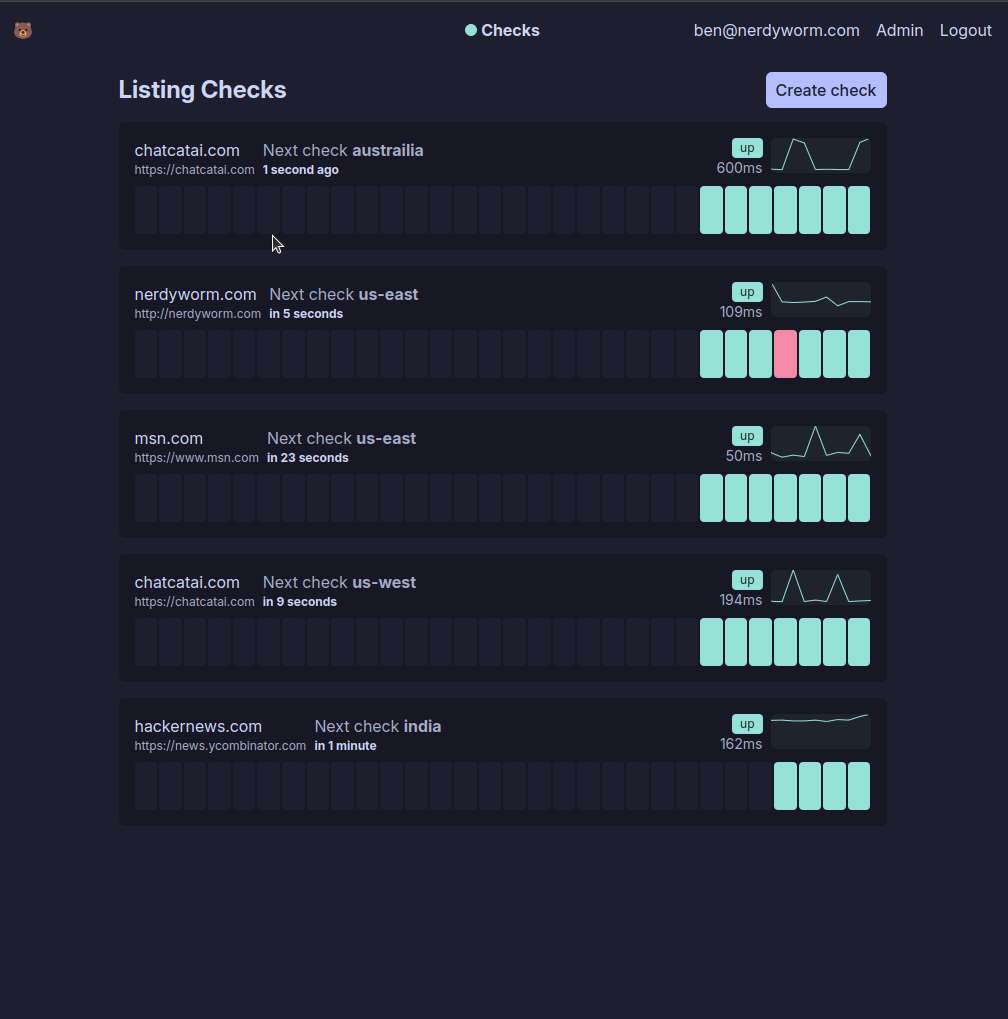 Checks
ben@nerdyworm.com Admin Logout
Listing Checks
Create check
chatcatai.com Next check austrailia
https://chatcatai.com 1 second ago
up
600ms
nerdyworm.com Next check us-east
http://nerdyworm.com in 5 seconds
up
109ms
msn.com Next check us-east
https://www.msn.com in 23 seconds
up
50ms
chatcatai.com Next check us-west
https://chatcatai.com in 9 seconds
up
194ms
hackernews.com Next check india
https://news.ycombinator.com in 1 minute
up
162ms